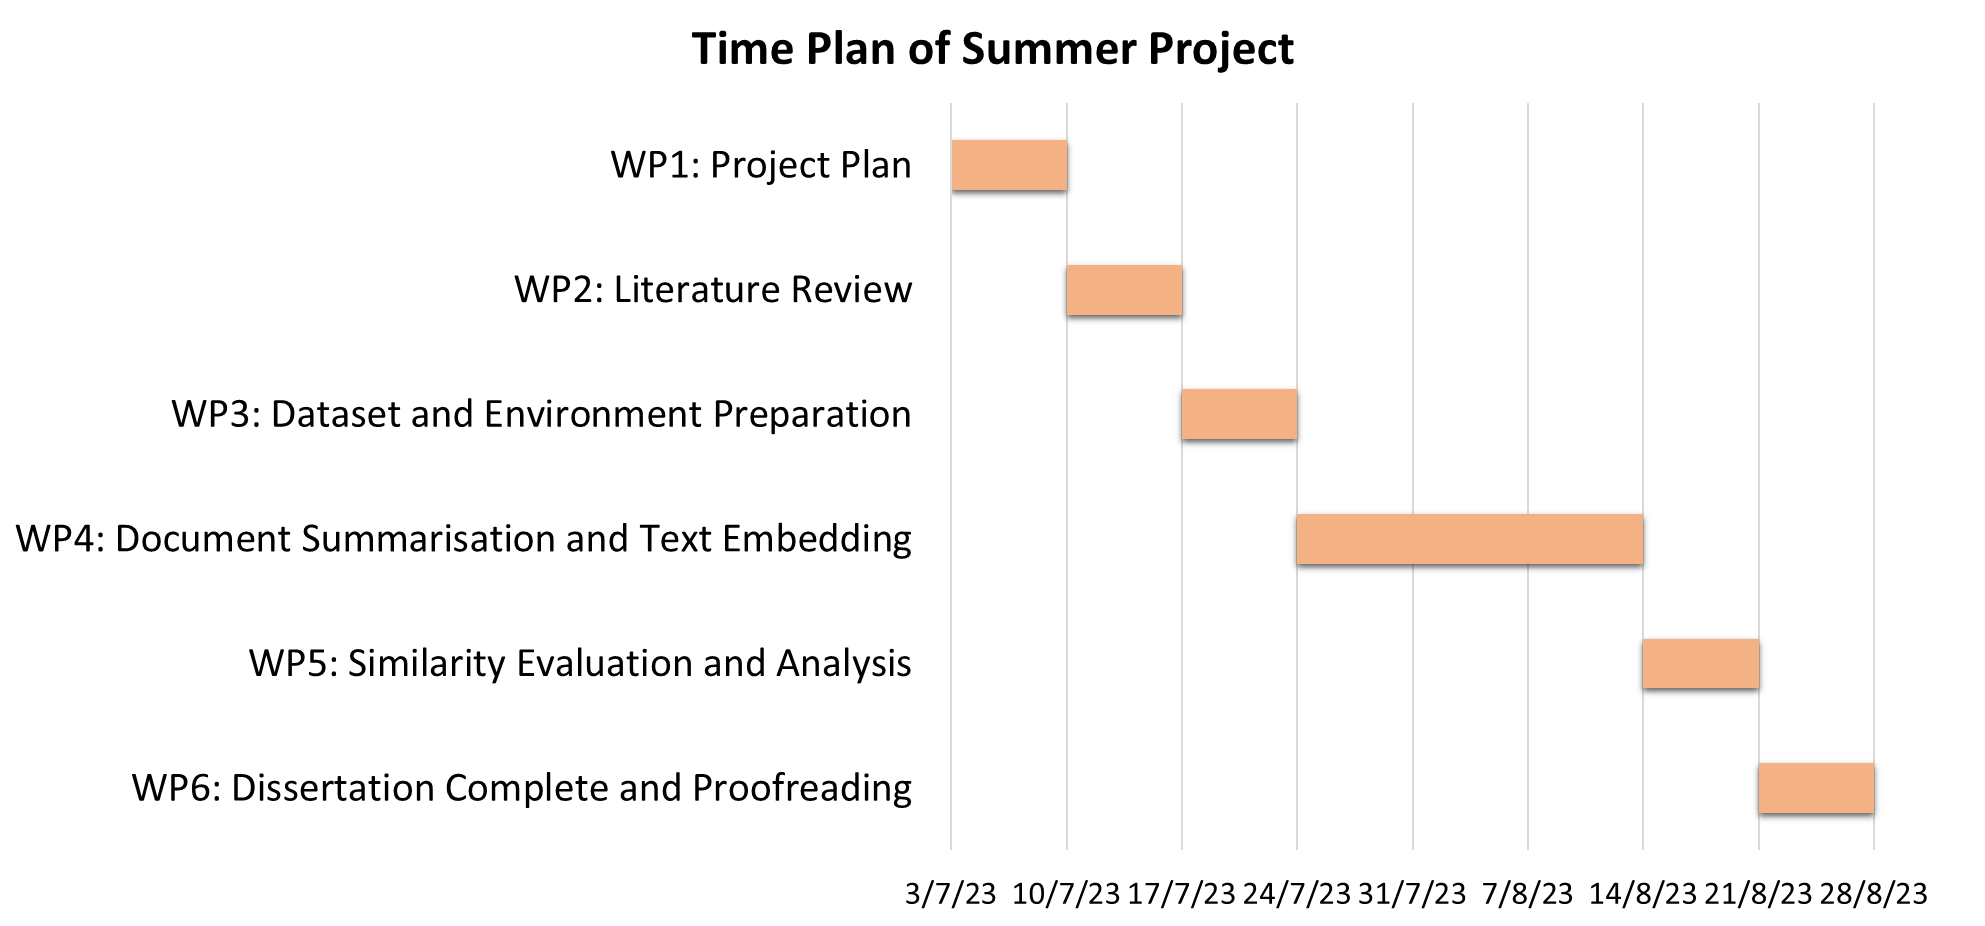 Time Plan of Summer Project
WP1: Project Plan
WP2: Literature Review
WP3: Dataset and Environment Preparation
WP4: Document Summarisation and Text Embedding
WP5: Similarity Evaluation and Analysis
WP6: Dissertation Complete and Proofreading
3/7/23 10/7/23 17/7/23 24/7/23 31/7/23 7/8/23 14/8/23 21/8/23 28/8/23